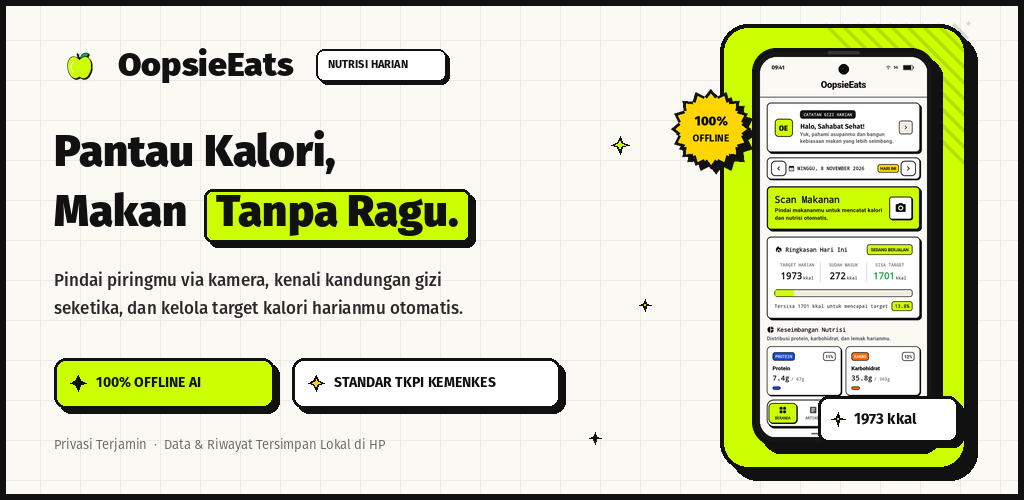 OopsieEats
NUTRISI HARIAN
Pantau Kalori,
Makan Tanpa Ragu.
Pindai piringmu via kamera, kenali kandungan gizi
seketika, dan kelola target kalori harianmu otomatis.
100% OFFLINE AI
STANDAR TKPI KEMENKES
Privasi Terjamin · Data & Riwayat Tersimpan Lokal di HP
100%
OFFLINE
09:41
OopsieEats
CATATAN GIZI HARIAN
OE
Halo, Sahabat Sehat!
Yuk, pahami asupanmu dan bangun
kebiasaan makan yang lebih seimbang.
MINGGU, 8 NOVEMBER 2026
HARI INI
Scan Makanan
Pindai makananmu untuk mencatat kalori
dan nutrisi otomatis.
Ringkasan Hari Ini
SEDANG BERJALAN
TARGET HARIAN SUDAH MASUK SISA TARGET
1973 kkal 272 kkal 1701 kkal
Tersisa 1701 kkal untuk mencapai target 13.8%
Keseimbangan Nutrisi
Distribusi protein, karbohidrat, dan lemak harianmu.
PROTEIN 11%
KARBO 12%
Protein
Karbohidrat
7.4g / 67g
35.8g / 303g
BERANDA
1973 kkal